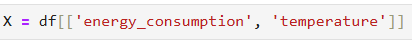 X = df[['energy_consumption', 'temperature']]